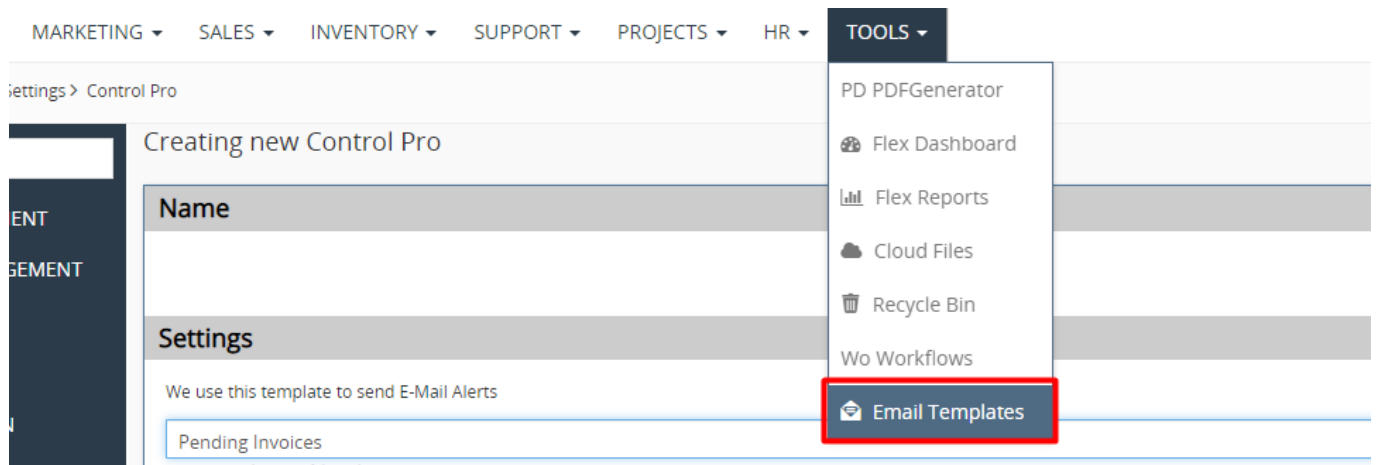 MARKETING SALES INVENTORY SUPPORT PROJECTS HR TOOLS
Settings > Control Pro
PD PDFGenerator
Creating new Control Pro
Flex Dashboard
Name
Flex Reports
ENT
Cloud Files
GEMENT
Recycle Bin
Settings
Wo Workflows
We use this template to send E-Mail Alerts
Email Templates
Pending Invoices